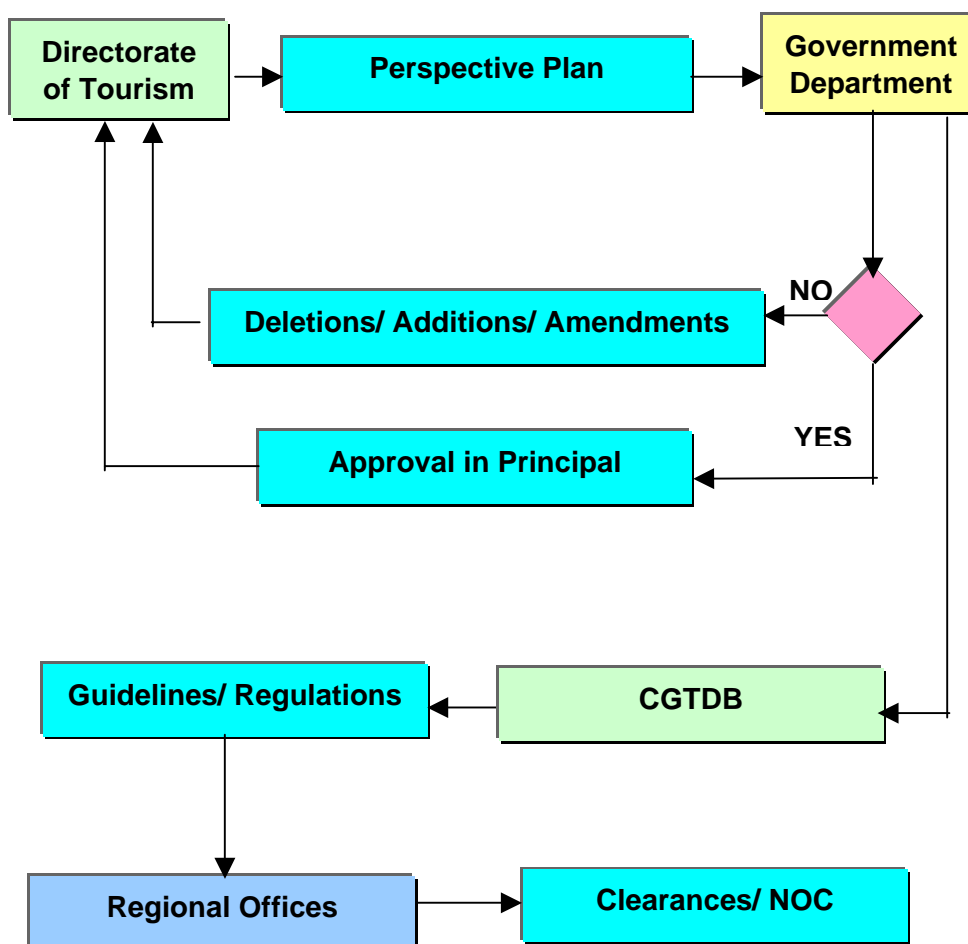 Directorate
of Tourism
Perspective Plan
Government
Department
NO
Deletions/ Additions/ Amendments
YES
Approval in Principal
Guidelines/ Regulations
CGTDB
Regional Offices
Clearances/ NOC